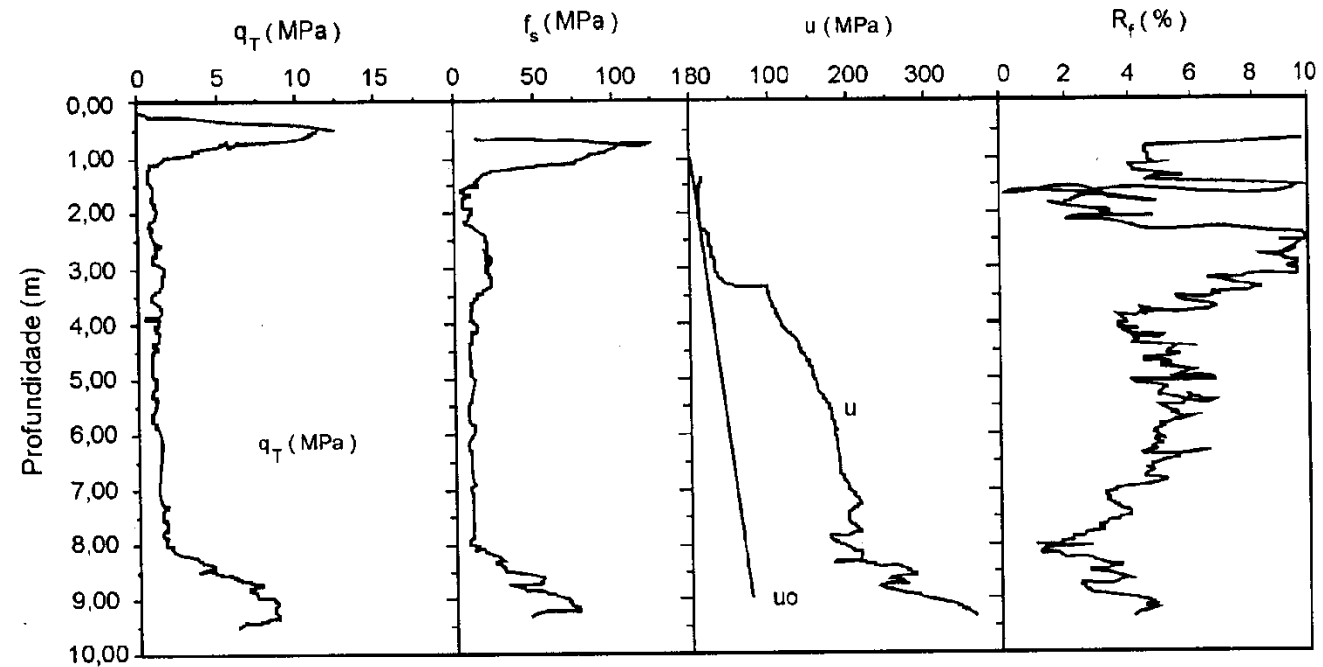 q_T (MPa) f_s (MPa) u (MPa) R_f (%)
0 5 10 15 0 50 100 180 100 200 300 0 2 4 6 8 10
0,00
1,00
2,00
3,00
4,00
5,00
6,00
7,00
8,00
9,00
10,00
Profundidade (m)
q_T (MPa)
u
uo